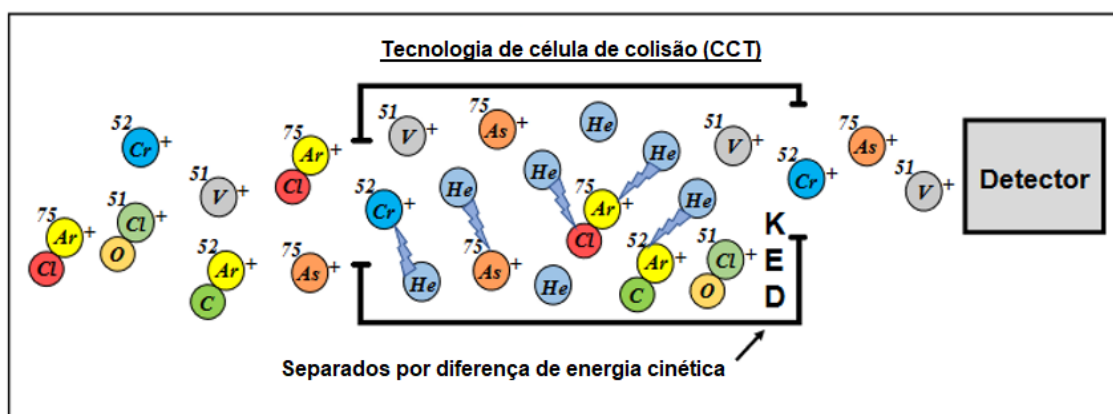 Tecnologia de célula de colisão (CCT)
52
Cr +
75
Ar +
Cl
51
Cl +
O
51
V +
52
Ar +
C
75
Ar +
Cl
75
As +
51
V +
75
As +
He
52
Cr +
He
He
He
75
As +
He
He
75
Ar +
Cl
He
52
Ar +
C
51
Cl +
O
51
V +
K
E
D
52
Cr +
75
As +
51
V +
Detector
Separados por diferença de energia cinética